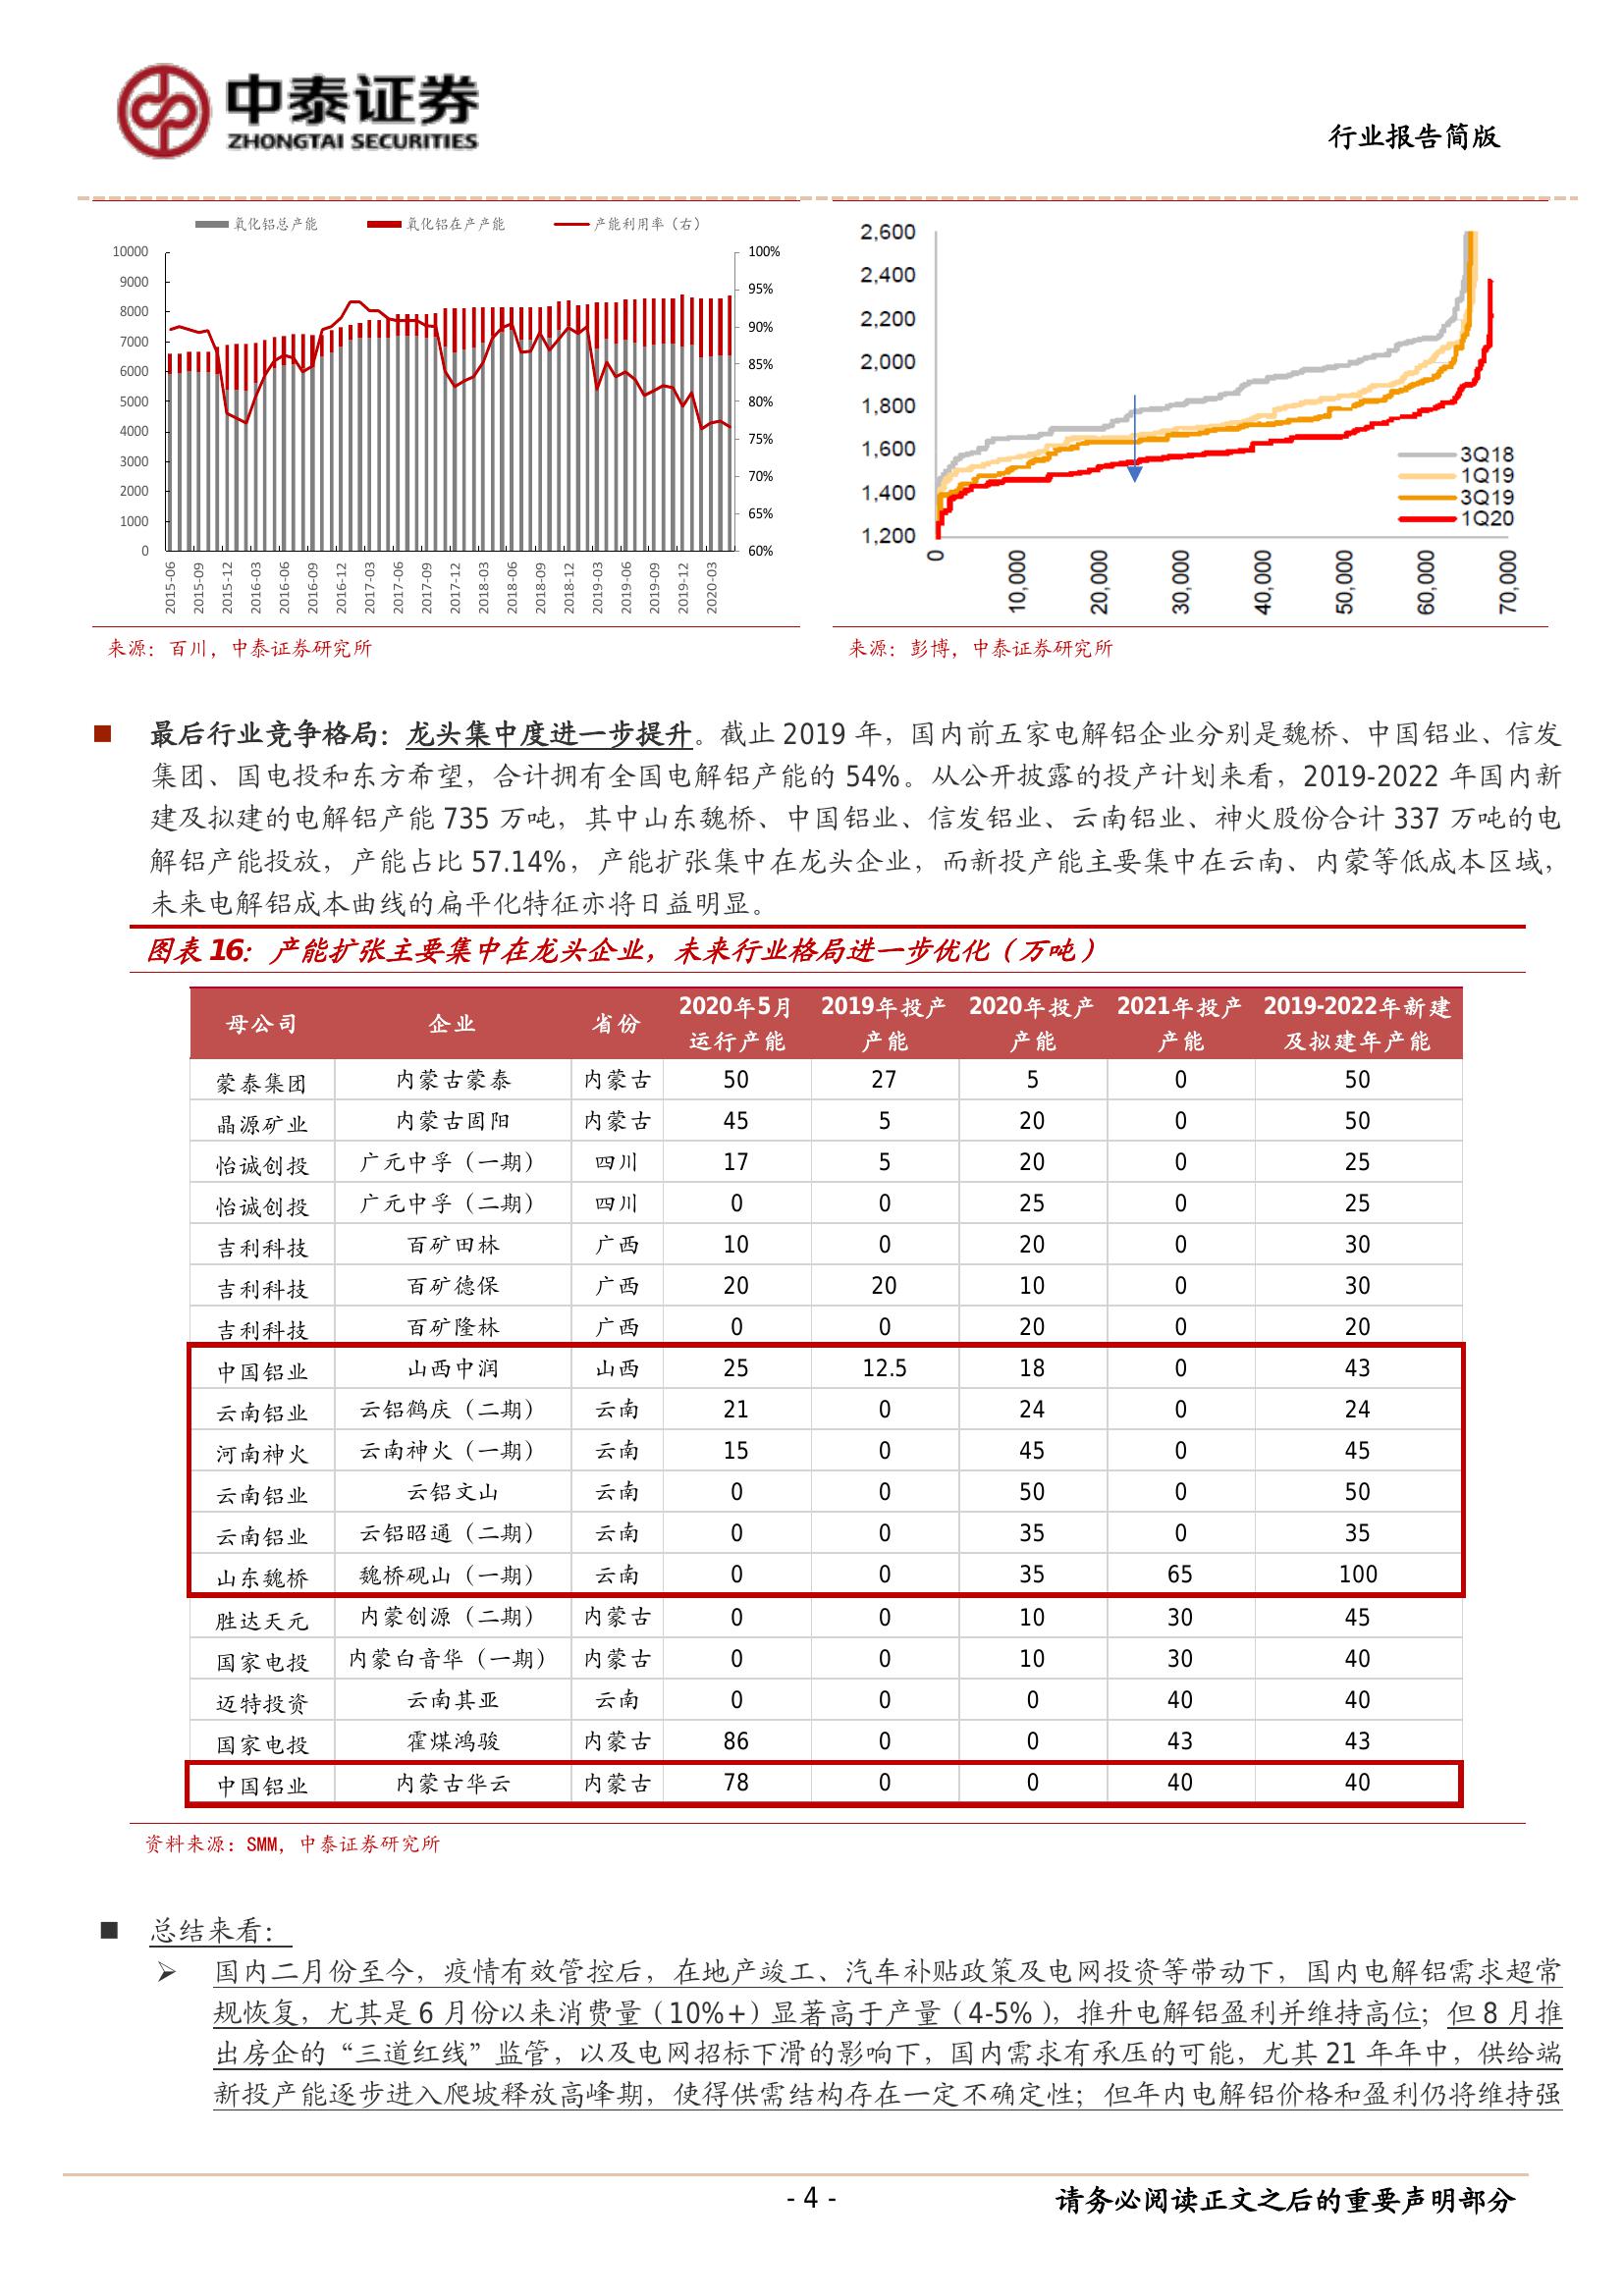 中泰证券
ZHONGTAI SECURITIES
行业报告简版
氧化铝总产能 氧化铝在产产能 产能利用率（右）
10000
9000
8000
7000
6000
5000
4000
3000
2000
1000
0
100%
95%
90%
85%
80%
75%
70%
65%
60%
2015-06 2015-09 2015-12 2016-03 2016-06 2016-09 2016-12 2017-03 2017-06 2017-09 2017-12 2018-03 2018-06 2018-09 2018-12 2019-03 2019-06 2019-09 2019-12 2020-03
来源：百川，中泰证券研究所
2,600
2,400
2,200
2,000
1,800
1,600
1,400
1,200
3Q18
1Q19
3Q19
1Q20
0 10,000 20,000 30,000 40,000 50,000 60,000 70,000
来源：彭博，中泰证券研究所
■ 最后行业竞争格局：龙头集中度进一步提升。截止 2019 年，国内前五家电解铝企业分别是魏桥、中国铝业、信发
集团、国电投和东方希望，合计拥有全国电解铝产能的 54%。从公开披露的投产计划来看，2019-2022 年国内新
建及拟建的电解铝产能 735 万吨，其中山东魏桥、中国铝业、信发铝业、云南铝业、神火股份合计 337 万吨的电
解铝产能投放，产能占比 57.14%，产能扩张集中在龙头企业，而新投产能主要集中在云南、内蒙等低成本区域，
未来电解铝成本曲线的扁平化特征亦将日益明显。
图表 16：产能扩张主要集中在龙头企业，未来行业格局进一步优化（万吨）
母公司 企业 省份 2020年5月运行产能 2019年投产产能 2020年投产产能 2021年投产产能 2019-2022年新建及拟建年产能
蒙泰集团 内蒙古蒙泰 内蒙古 50 27 5 0 50
晶源矿业 内蒙古固阳 内蒙古 45 5 20 0 50
怡诚创投 广元中孚（一期） 四川 17 5 20 0 25
怡诚创投 广元中孚（二期） 四川 0 0 25 0 25
吉利科技 百矿田林 广西 10 0 20 0 30
吉利科技 百矿德保 广西 20 20 10 0 30
吉利科技 百矿隆林 广西 0 0 20 0 20
中国铝业 山西中润 山西 25 12.5 18 0 43
云南铝业 云铝鹤庆（二期） 云南 21 0 24 0 24
河南神火 云南神火（一期） 云南 15 0 45 0 45
云南铝业 云铝文山 云南 0 0 50 0 50
云南铝业 云铝昭通（二期） 云南 0 0 35 0 35
山东魏桥 魏桥砚山（一期） 云南 0 0 35 65 100
胜达天元 内蒙创源（二期） 内蒙古 0 0 10 30 45
国家电投 内蒙白音华（一期） 内蒙古 0 0 10 30 40
迈特投资 云南其亚 云南 0 0 0 40 40
国家电投 霍煤鸿骏 内蒙古 86 0 0 43 43
中国铝业 内蒙古华云 内蒙古 78 0 0 40 40
资料来源：SMM，中泰证券研究所
■ 总结来看：
➢ 国内二月份至今，疫情有效管控后，在地产竣工、汽车补贴政策及电网投资等带动下，国内电解铝需求超常
规恢复，尤其是 6 月份以来消费量（10%+）显著高于产量（4-5%），推升电解铝盈利并维持高位；但 8 月推
出房企的“三道红线”监管，以及电网招标下滑的影响下，国内需求有承压的可能，尤其 21 年年中，供给端
新投产能逐步进入爬坡释放高峰期，使得供需结构存在一定不确定性；但年内电解铝价格和盈利仍将维持强
- 4 -
请务必阅读正文之后的重要声明部分